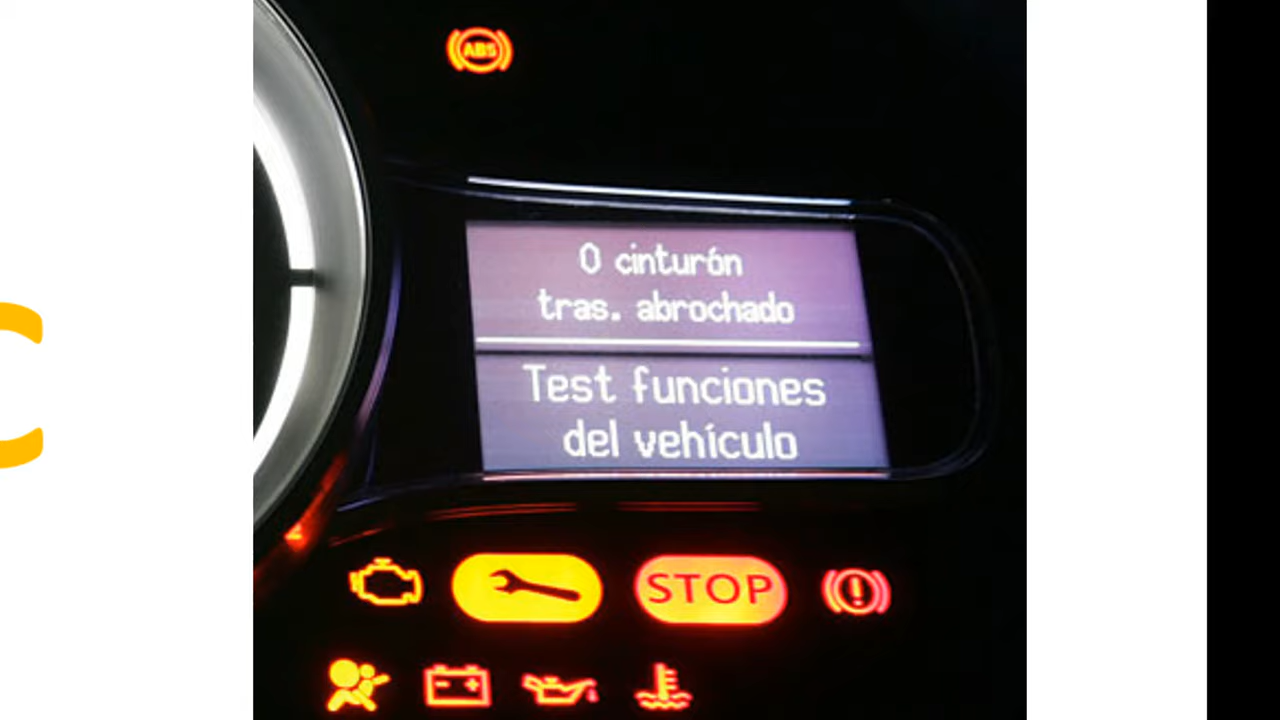 ABS
0 cinturón
tras. abrochado
Test funciones
del vehículo
STOP